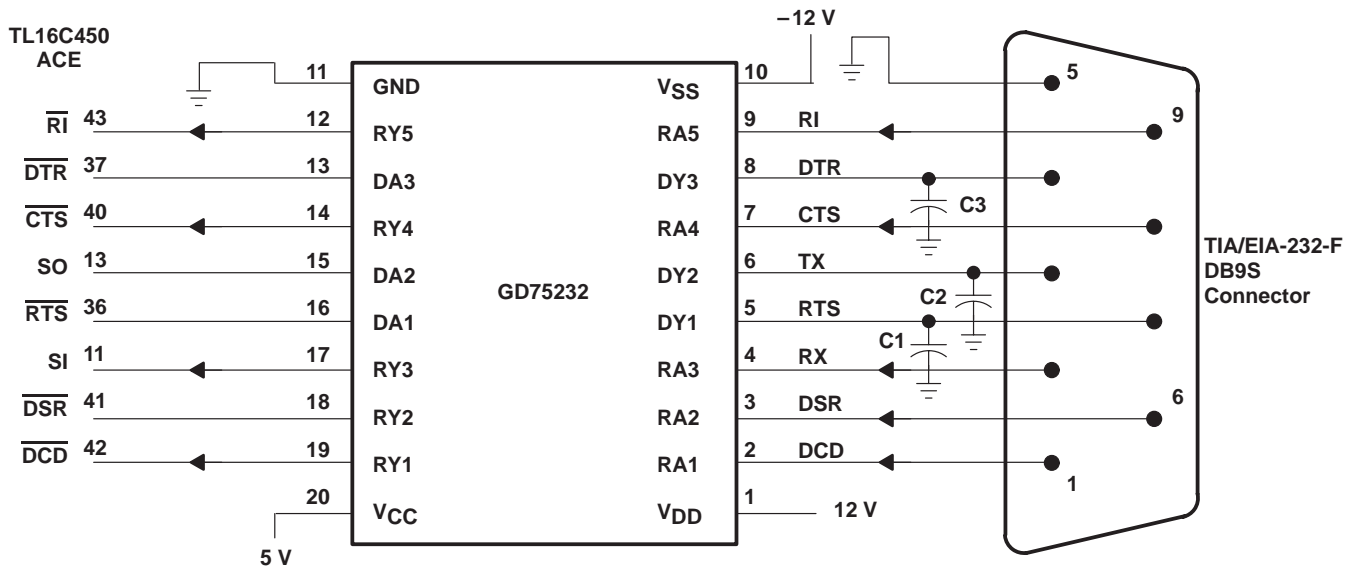 TL16C450
ACE
−12 V
11 GND VSS 10 5
RI 43 12 RY5 RA5 9 RI 9
DTR 37 13 DA3 DY3 8 DTR
C3
CTS 40 14 RY4 RA4 7 CTS
SO 13 15 DA2 DY2 6 TX
GD75232
C2
TIA/EIA-232-F
DB9S
Connector
RTS 36 16 DA1 DY1 5 RTS
C1
SI 11 17 RY3 RA3 4 RX
DSR 41 18 RY2 RA2 3 DSR 6
DCD 42 19 RY1 RA1 2 DCD 1
20 VCC VDD 1 12 V
5 V